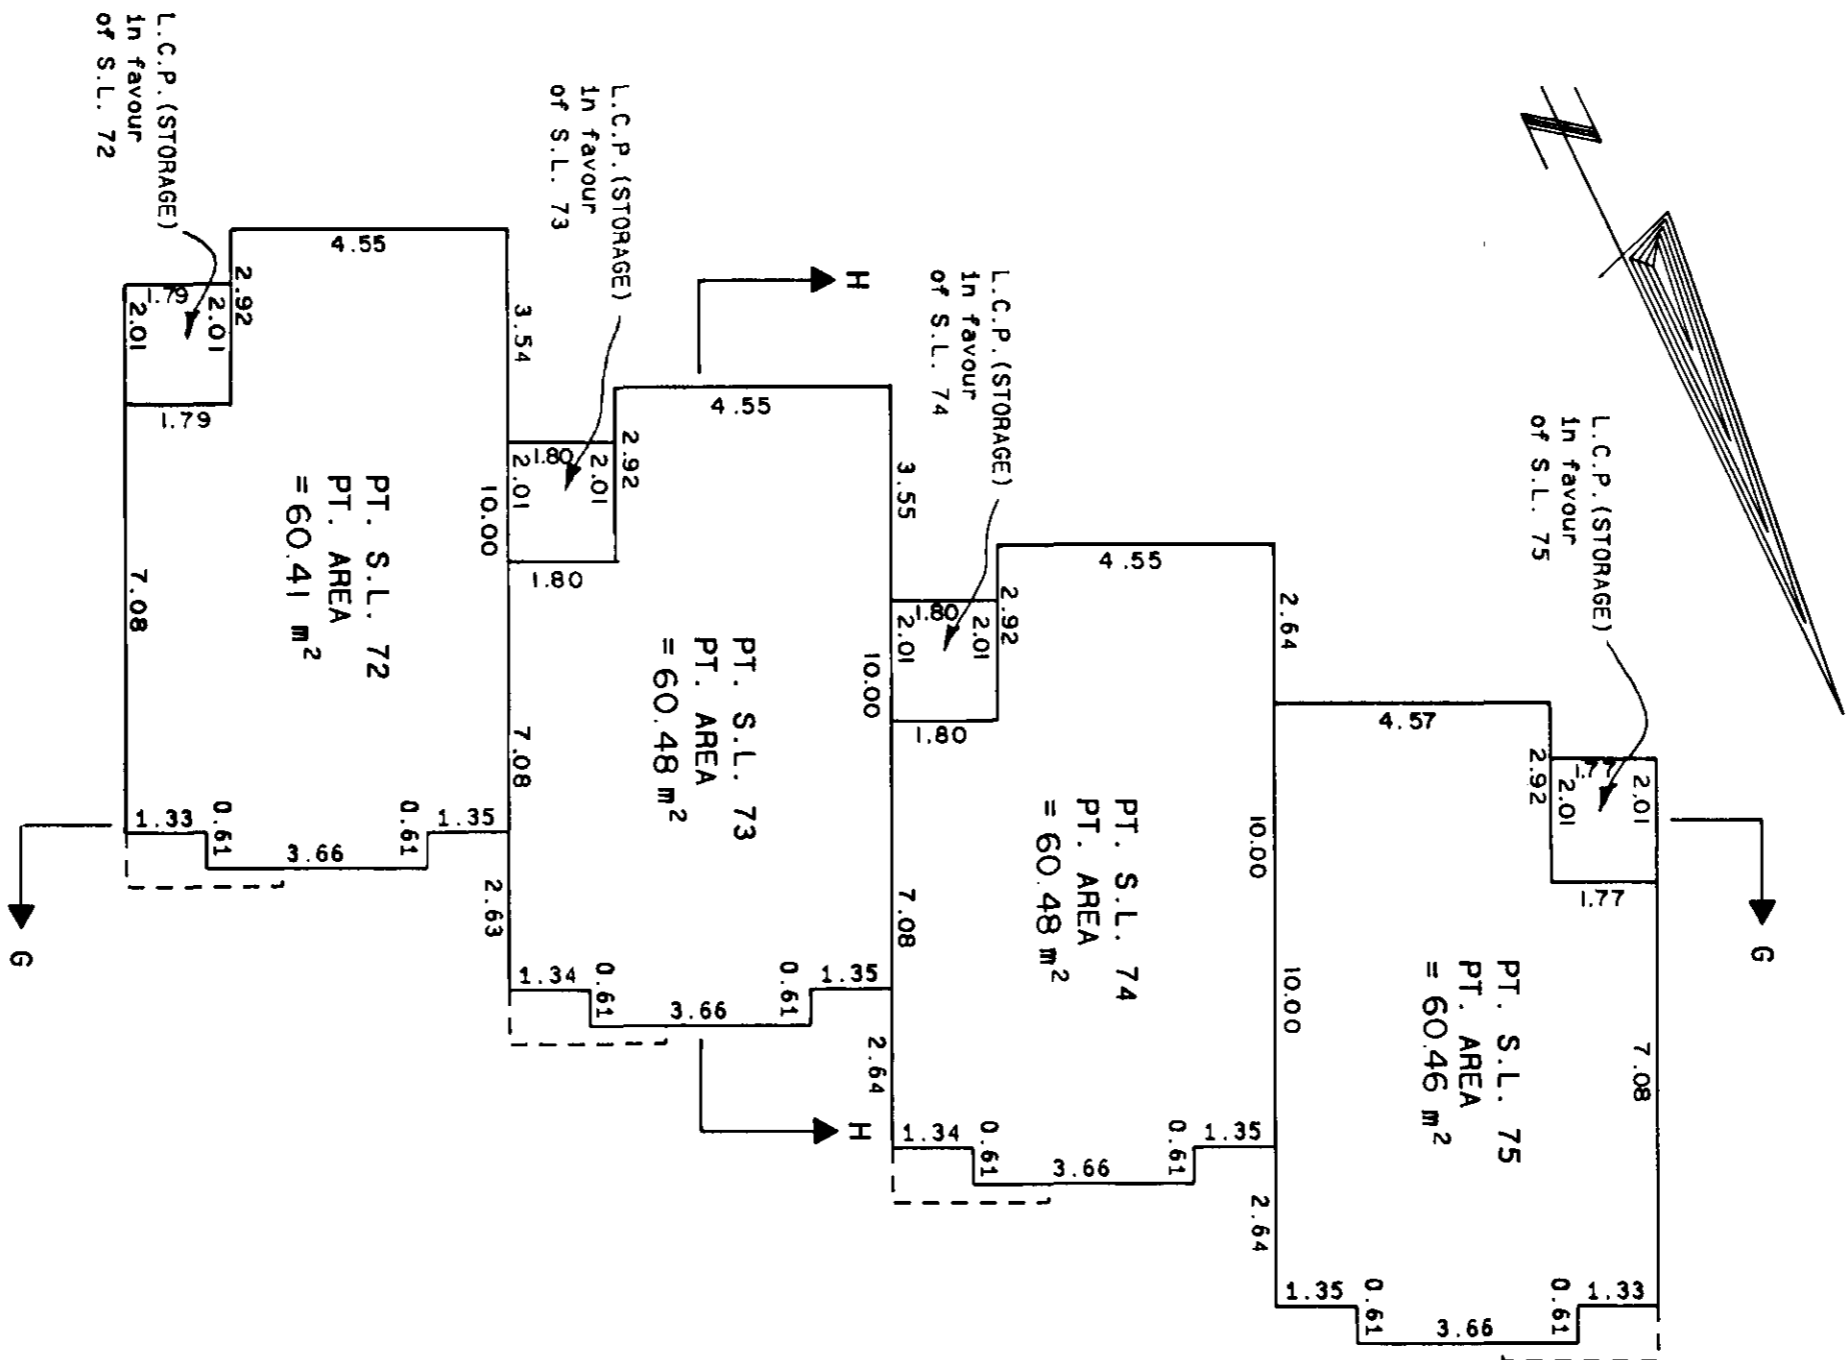 L.C.P.(STORAGE)
in favour
of S.L. 72
L.C.P.(STORAGE)
in favour
of S.L. 73
L.C.P.(STORAGE)
in favour
of S.L. 74
L.C.P.(STORAGE)
in favour
of S.L. 75
N
4.55
2.92
1.79
2.01
2.01
1.79
3.54
10.00
7.08
PT. S.L. 72
PT. AREA
= 60.41 m²
1.33
0.61
3.66
0.61
1.35
2.63
G
H
4.55
2.92
1.80
2.01
2.01
1.80
3.55
10.00
7.08
PT. S.L. 73
PT. AREA
= 60.48 m²
1.34
0.61
3.66
0.61
1.35
2.64
H
4.55
2.92
1.80
2.01
2.01
1.80
2.64
10.00
7.08
PT. S.L. 74
PT. AREA
= 60.48 m²
1.34
0.61
3.66
0.61
1.35
2.64
4.57
2.92
1.77
2.01
2.01
1.77
10.00
7.08
PT. S.L. 75
PT. AREA
= 60.46 m²
1.35
0.61
3.66
0.61
1.33
G